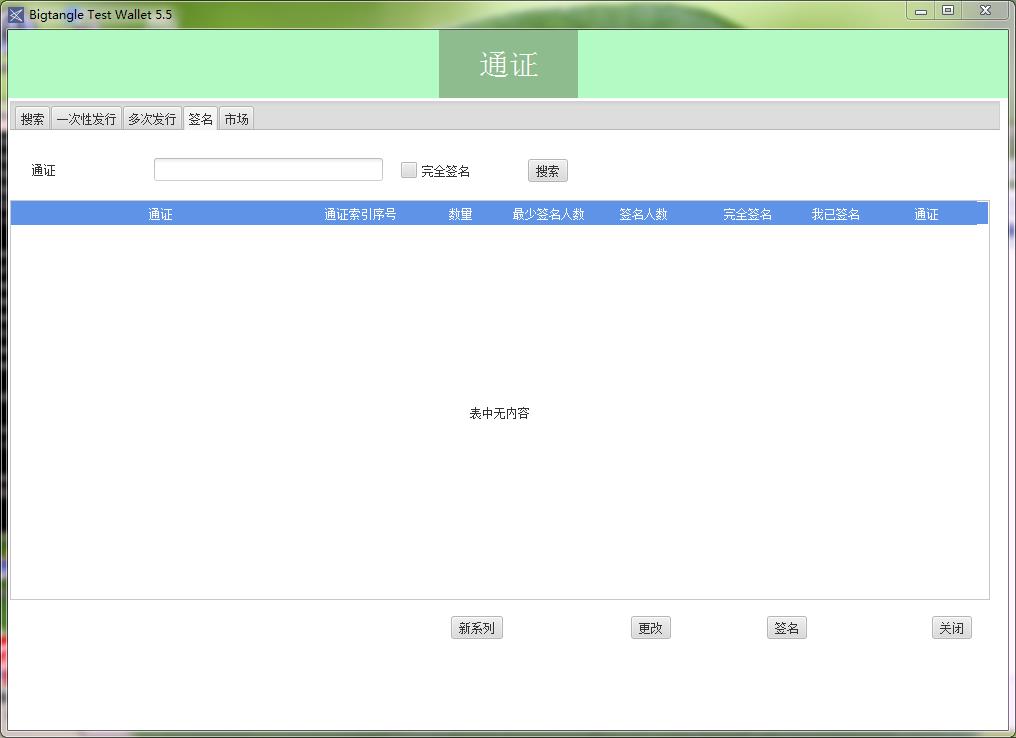 Bigtangle Test Wallet 5.5
通证
搜索 一次性发行 多次发行 签名 市场
通证 完全签名 搜索
通证 通证索引序号 数量 最少签名人数 签名人数 完全签名 我已签名 通证
表中无内容
新系列 更改 签名 关闭